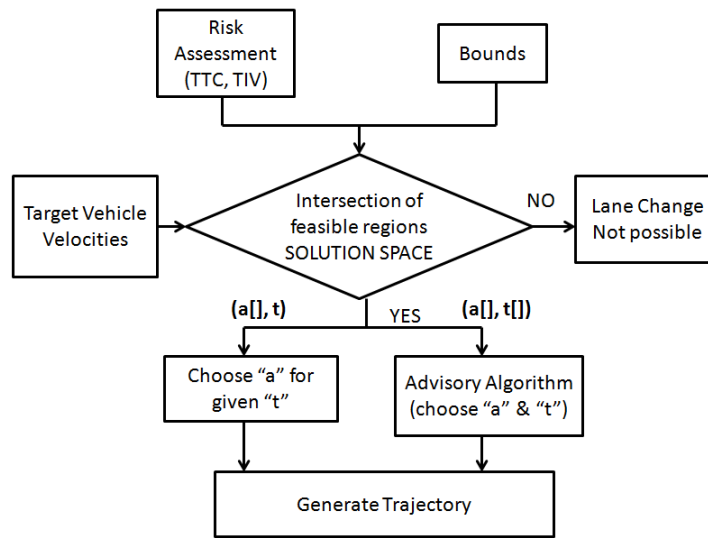 Risk
Assessment
(TTC, TIV)
Bounds
Target Vehicle
Velocities
Intersection of
feasible regions
SOLUTION SPACE
NO
Lane Change
Not possible
(a[], t)
YES
(a[], t[])
Choose “a” for
given “t”
Advisory Algorithm
(choose “a” & “t”)
Generate Trajectory